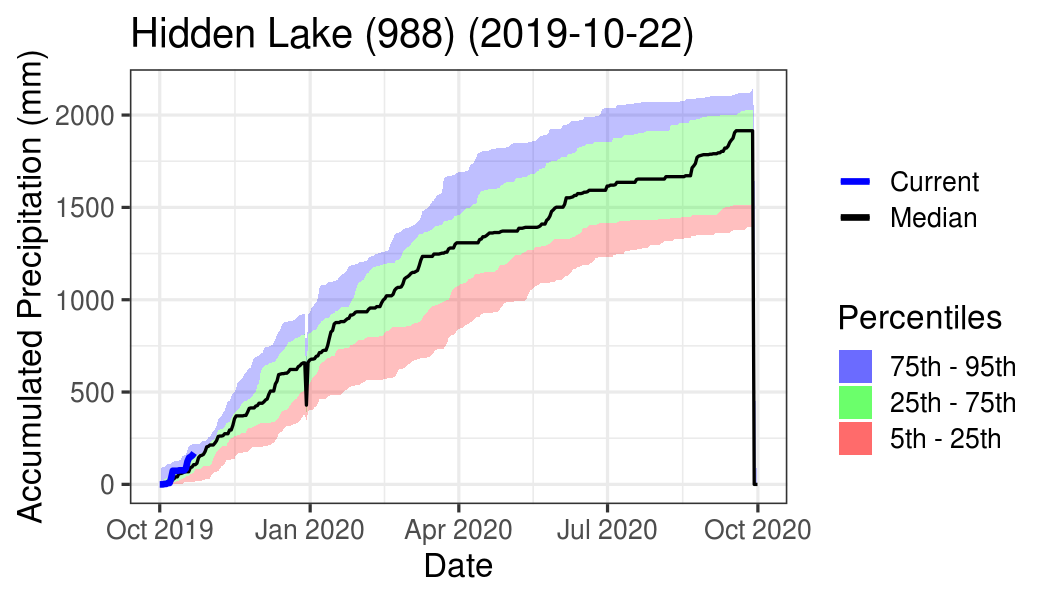 Hidden Lake (988) (2019-10-22)
Accumulated Precipitation (mm)
2000
1500
1000
500
0
Oct 2019
Jan 2020
Apr 2020
Jul 2020
Oct 2020
Date
Current
Median
Percentiles
75th - 95th
25th - 75th
5th - 25th